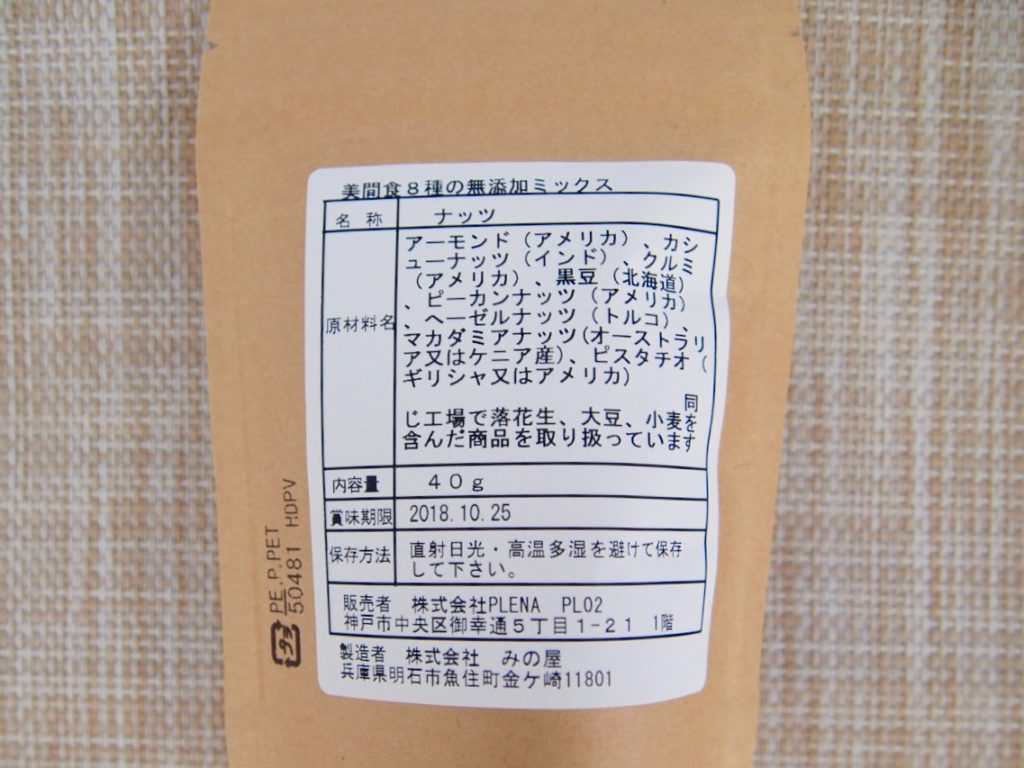 美間食８種の無添加ミックス
名 称 ナッツ
原材料名 アーモンド（アメリカ）、カシ
ューナッツ（インド）、クルミ
（アメリカ）、黒豆（北海道）
、ピーカンナッツ（アメリカ）
、ヘーゼルナッツ（トルコ）、
マカダミアナッツ(オーストラリ
ア又はケニア産)、ピスタチオ（
ギリシャ又はアメリカ)
同
じ工場で落花生、大豆、小麦を
含んだ商品を取り扱っています
内容量 ４０ｇ
賞味期限 2018.10.25
保存方法 直射日光・高温多湿を避けて保存
して下さい。
販売者 株式会社PLENA PL02
神戸市中央区御幸通５丁目１-２１ 1階
製造者 株式会社 みの屋
兵庫県明石市魚住町金ケ崎11801
プラ PE,P,PET
50481 HDPV